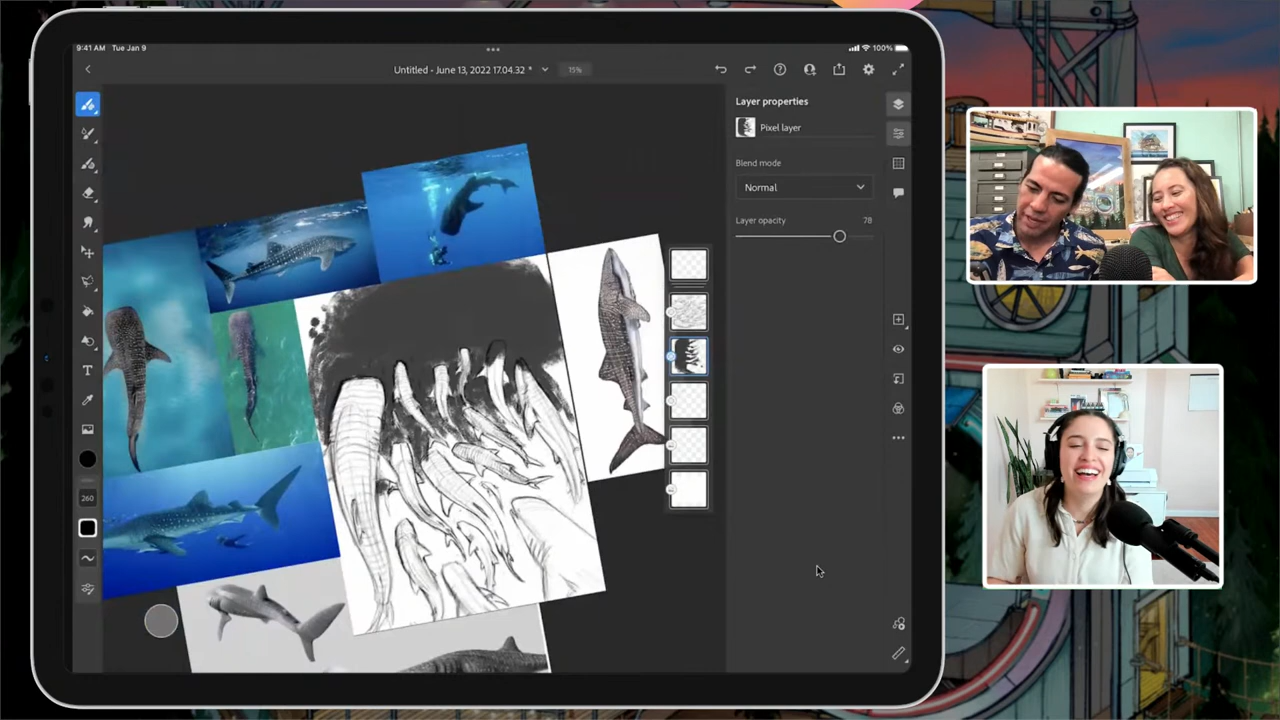 9:41 AM Tue Jan 9
100%
Untitled - June 13, 2022 17.04.32 *
15%
Layer properties
Pixel layer
Blend mode
Normal
Layer opacity 78
T
260